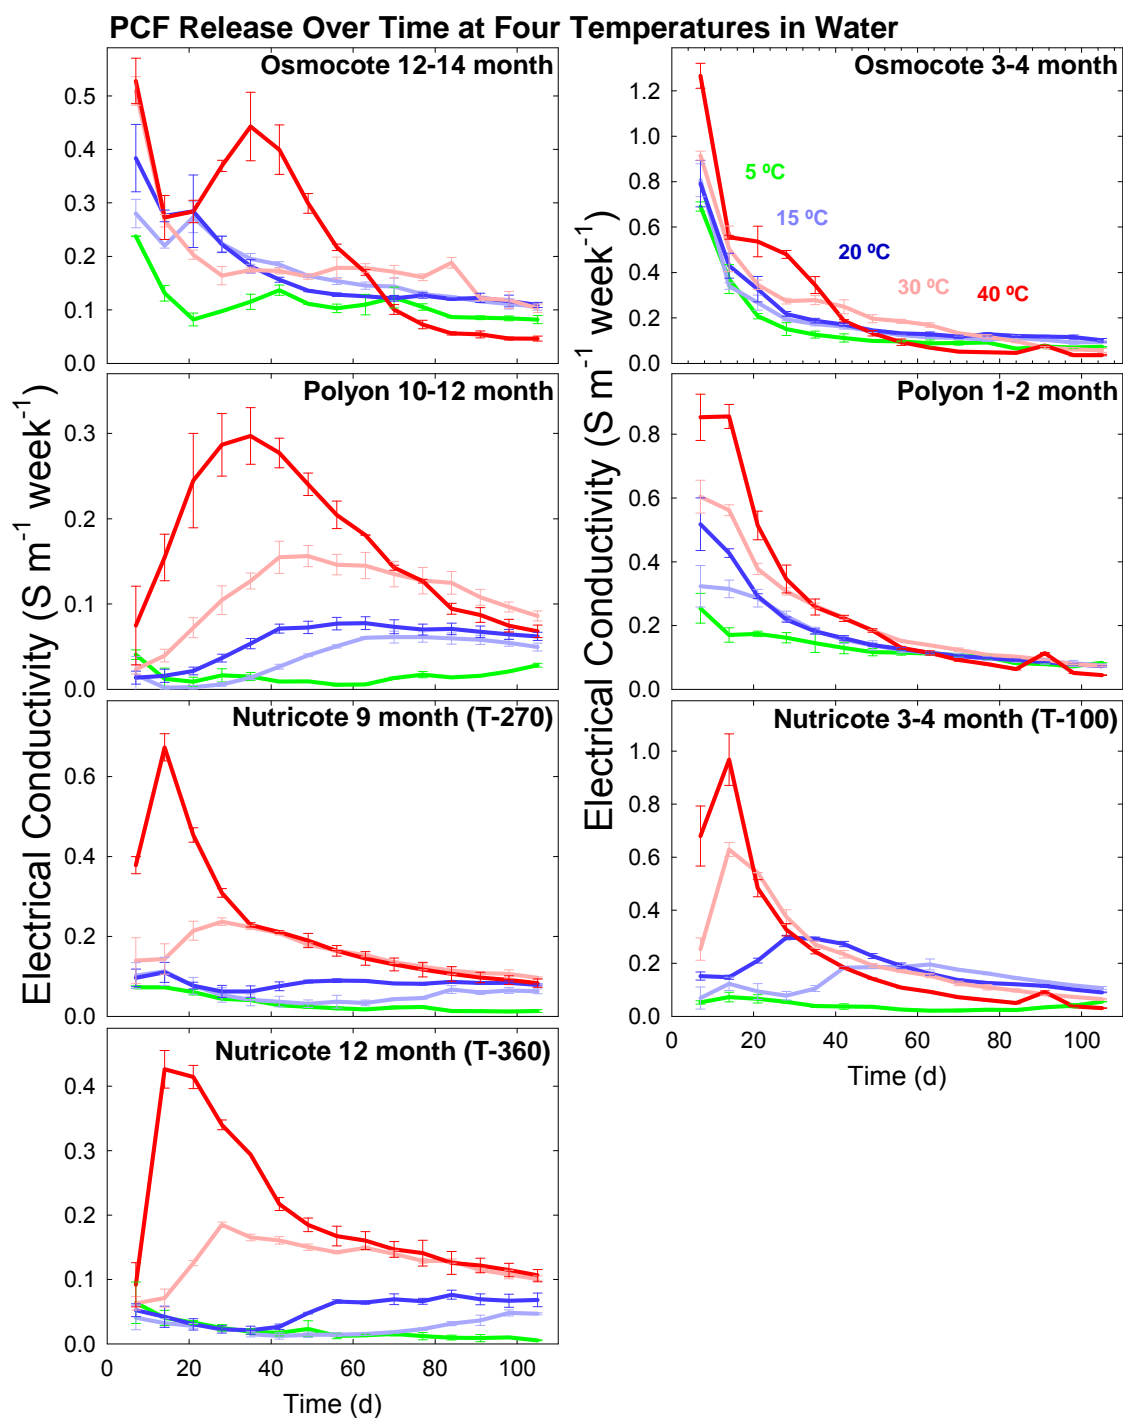 PCF Release Over Time at Four Temperatures in Water
Osmocote 12-14 month
0.5
0.4
0.3
0.2
0.1
0.0
Osmocote 3-4 month
1.2
1.0
0.8
0.6
0.4
0.2
0.0
5 ºC
15 ºC
20 ºC
30 ºC
40 ºC
Electrical Conductivity (S m⁻¹ week⁻¹)
Electrical Conductivity (S m⁻¹ week⁻¹)
Polyon 10-12 month
0.3
0.2
0.1
0.0
Polyon 1-2 month
0.8
0.6
0.4
0.2
0.0
Nutricote 9 month (T-270)
0.6
0.4
0.2
0.0
Nutricote 3-4 month (T-100)
1.0
0.8
0.6
0.4
0.2
0.0
0 20 40 60 80 100
Time (d)
Nutricote 12 month (T-360)
0.4
0.3
0.2
0.1
0.0
0 20 40 60 80 100
Time (d)